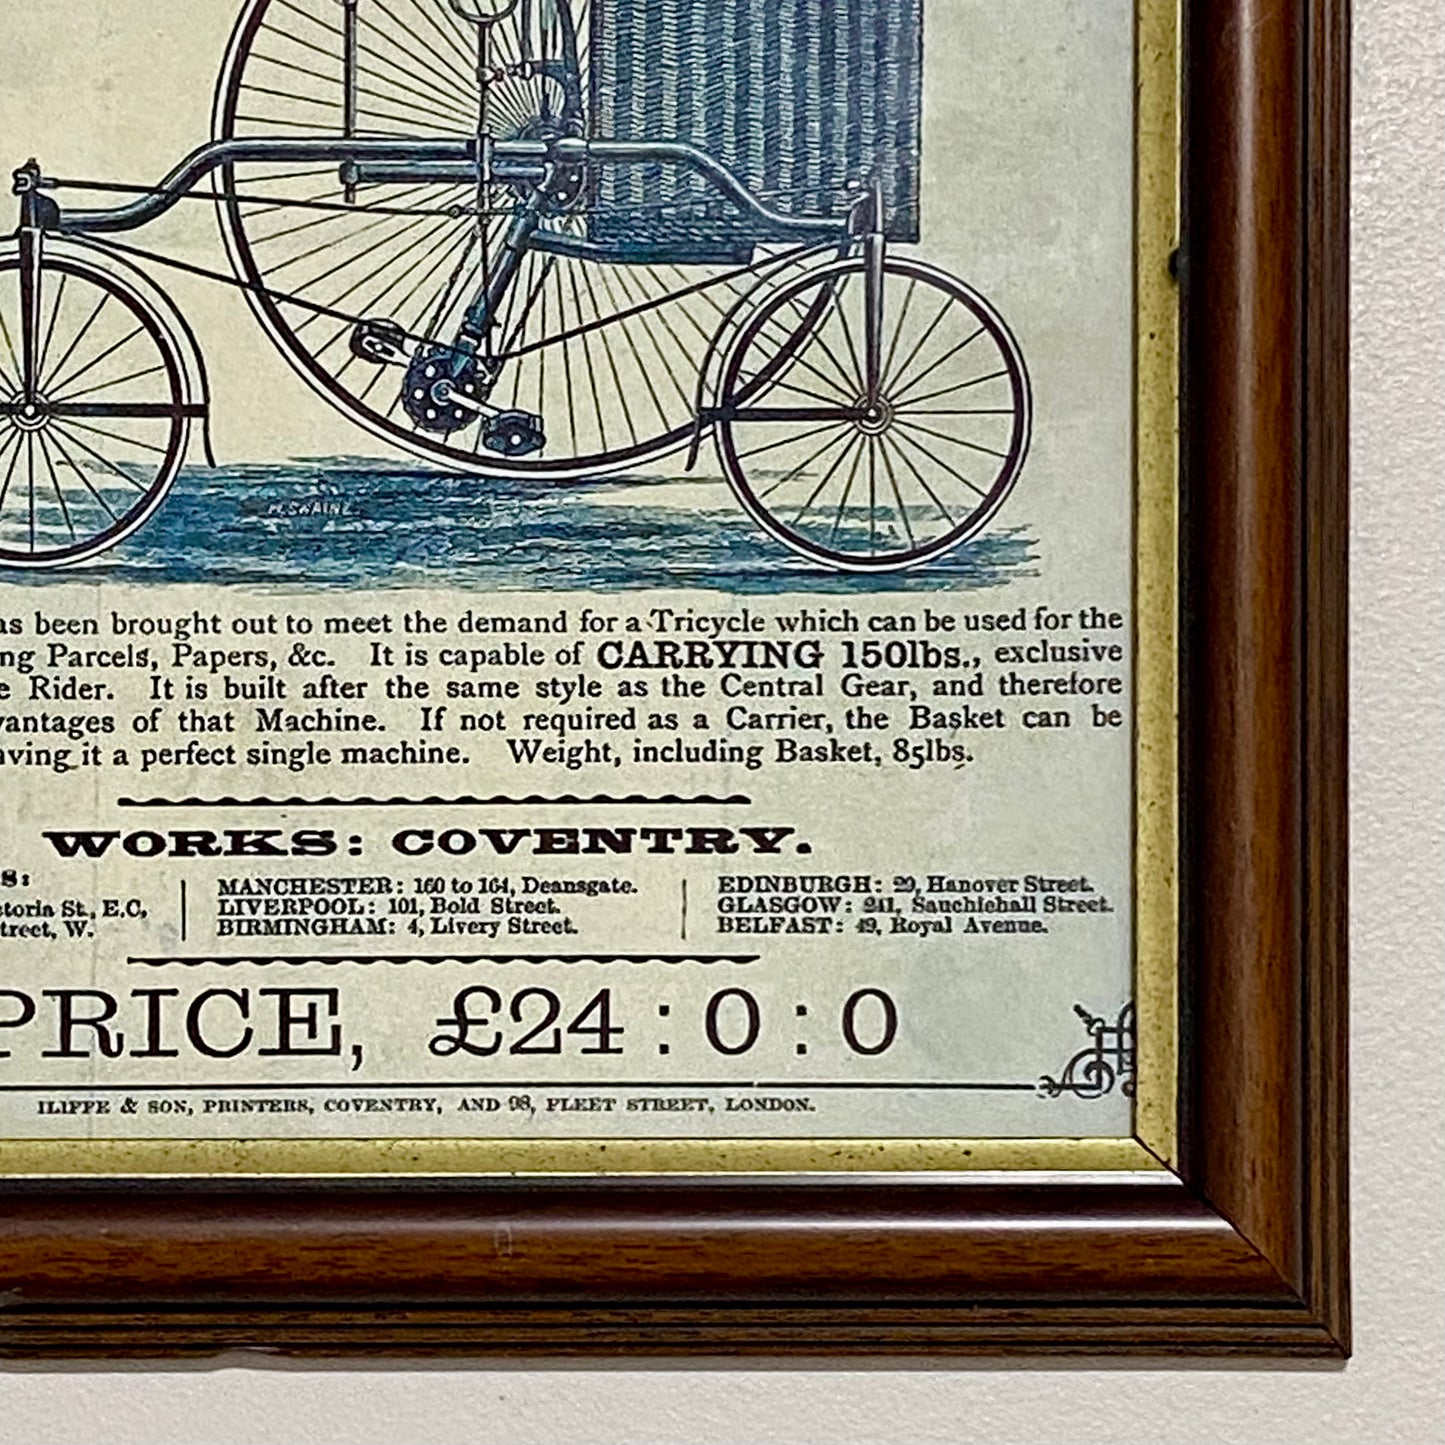 H. SWAIN
as been brought out to meet the demand for a Tricycle which can be used for the
ng Parcels, Papers, &c. It is capable of CARRYING 150lbs., exclusive
e Rider. It is built after the same style as the Central Gear, and therefore
vantages of that Machine. If not required as a Carrier, the Basket can be
aving it a perfect single machine. Weight, including Basket, 85lbs.
WORKS: COVENTRY.
S:
toria St., E.C,
treet, W.
MANCHESTER: 160 to 164, Deansgate.
LIVERPOOL: 101, Bold Street.
BIRMINGHAM: 4, Livery Street.
EDINBURGH: 29, Hanover Street.
GLASGOW: 241, Sauchiehall Street.
BELFAST: 49, Royal Avenue.
PRICE, £24 : 0 : 0
ILIFFE & SON, PRINTERS, COVENTRY, AND 98, FLEET STREET, LONDON.